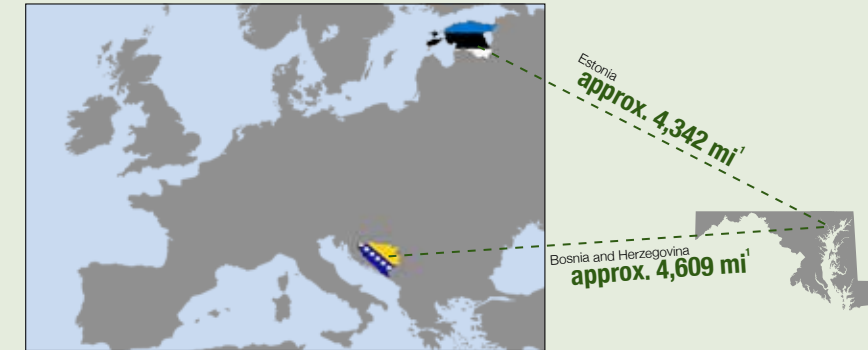 Estonia
approx. 4,342 mi¹
Bosnia and Herzegovina
approx. 4,609 mi¹